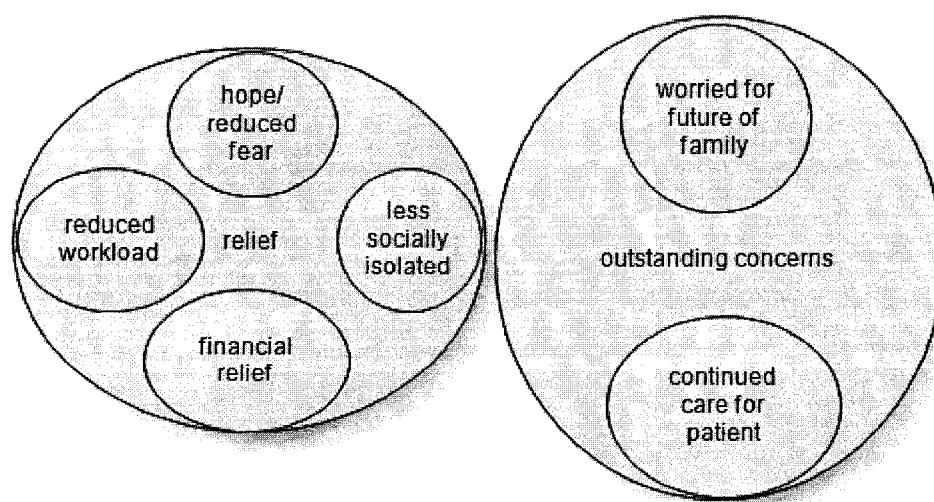 hope/
reduced
fear
reduced
workload
relief
less
socially
isolated
financial
relief
worried for
future of
family
outstanding concerns
continued
care for
patient